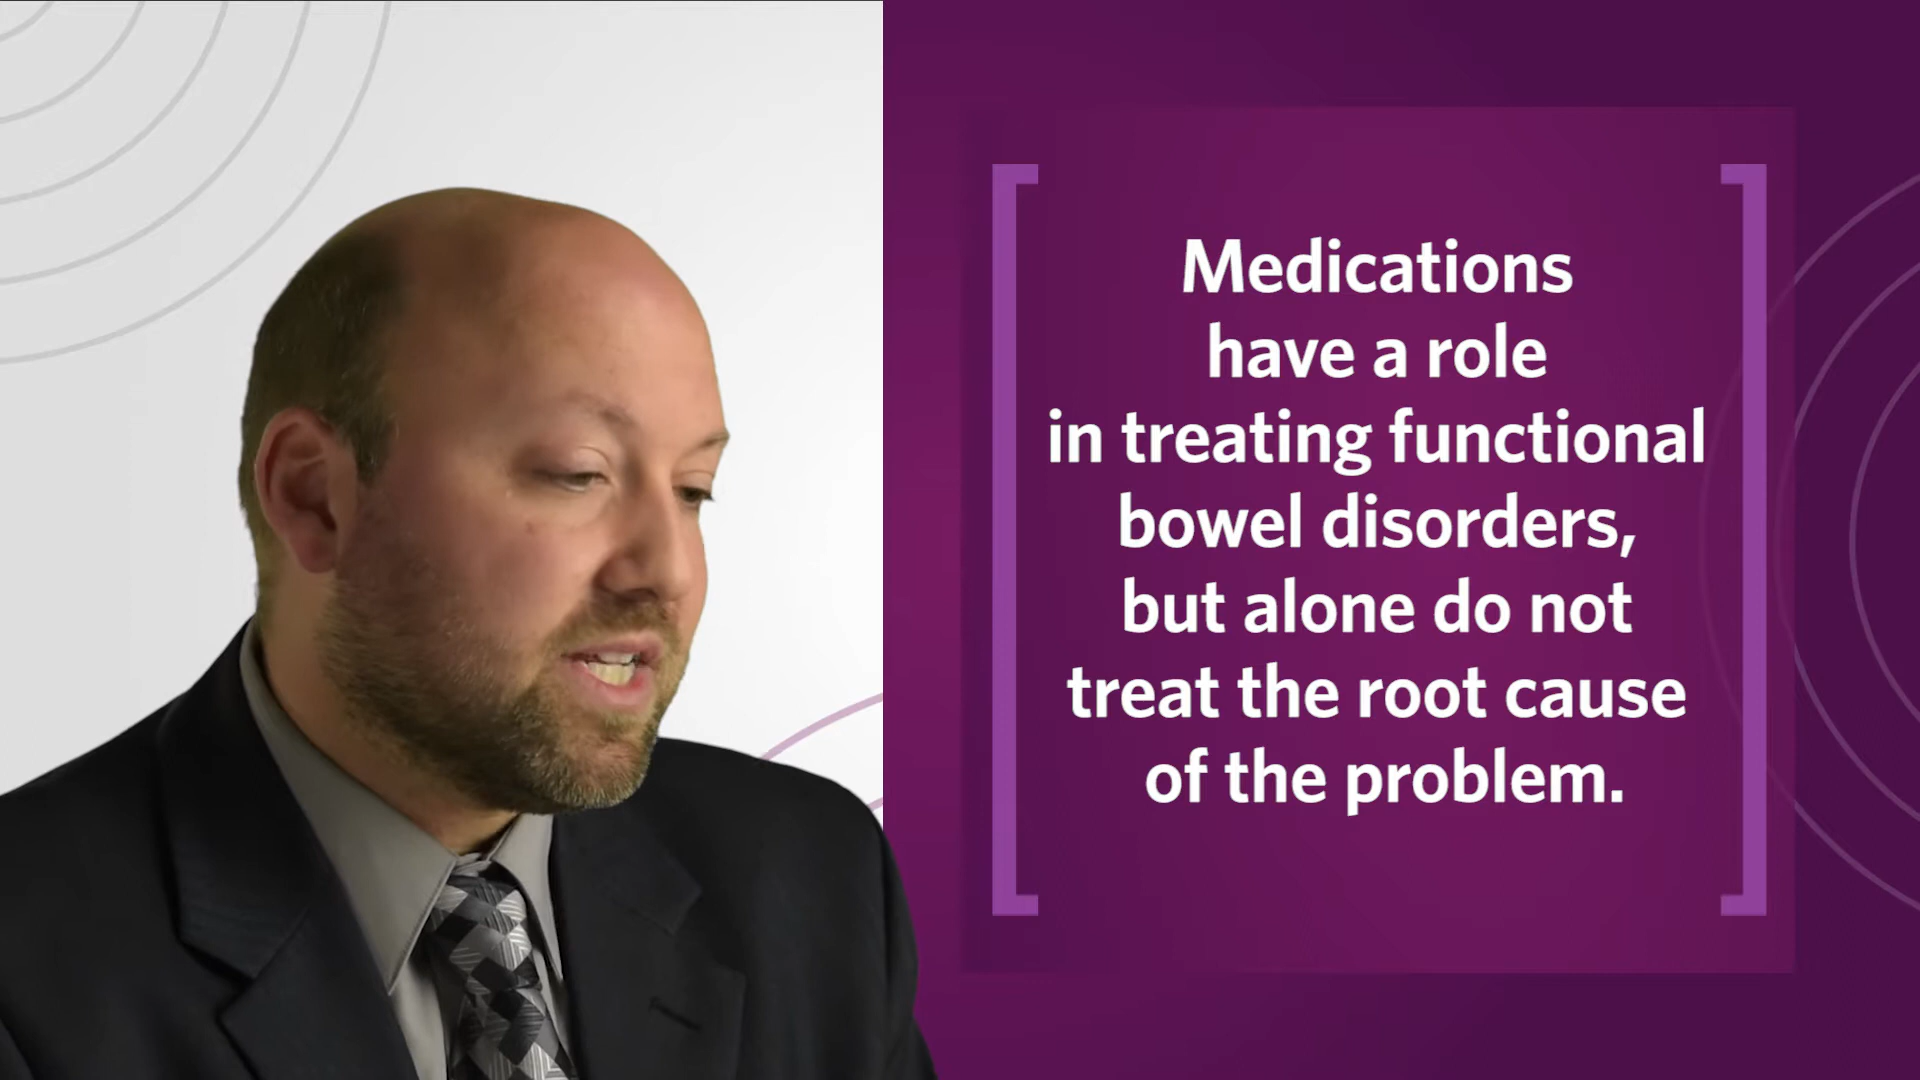 Medications
have a role
in treating functional
bowel disorders,
but alone do not
treat the root cause
of the problem.